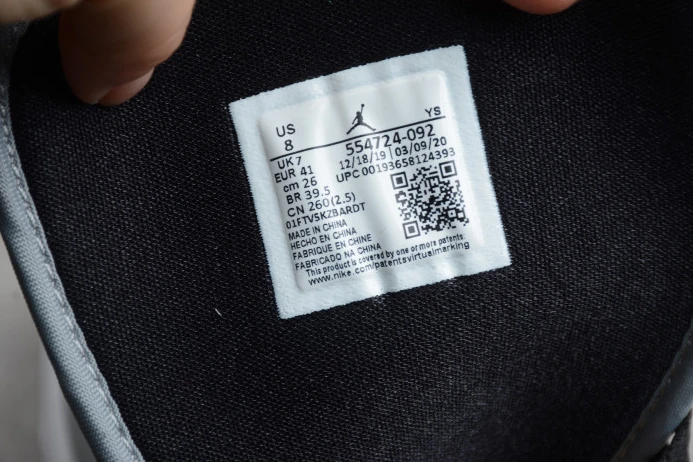 US YS
8
UK 7 554724-092
EUR 41 12/18/19 03/09/20
cm 26 UPC 00193658124393
BR 39.5
CN 260(2.5)
01FTV5KZBARDT
MADE IN CHINA
HECHO EN CHINA
FABRIQUE EN CHINE
FABRICADO NA CHINA
This product is covered by one or more patents
www.nike.com/patentsvirtualmarking